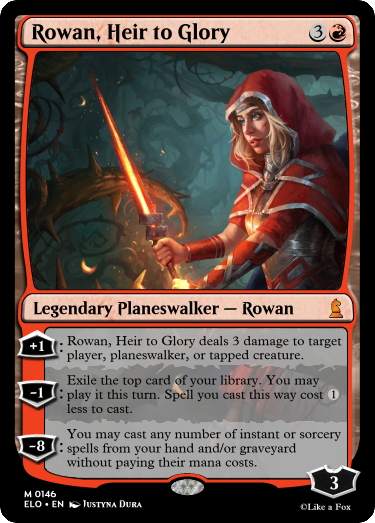 Rowan, Heir to Glory 3
Legendary Planeswalker — Rowan
+1: Rowan, Heir to Glory deals 3 damage to target
player, planeswalker, or tapped creature.
-1: Exile the top card of your library. You may
play it this turn. Spell you cast this way cost 1
less to cast.
-8: You may cast any number of instant or sorcery
spells from your hand and/or graveyard
without paying their mana costs.
3
M 0146
ELO • EN Justyna Dura
©Like a Fox